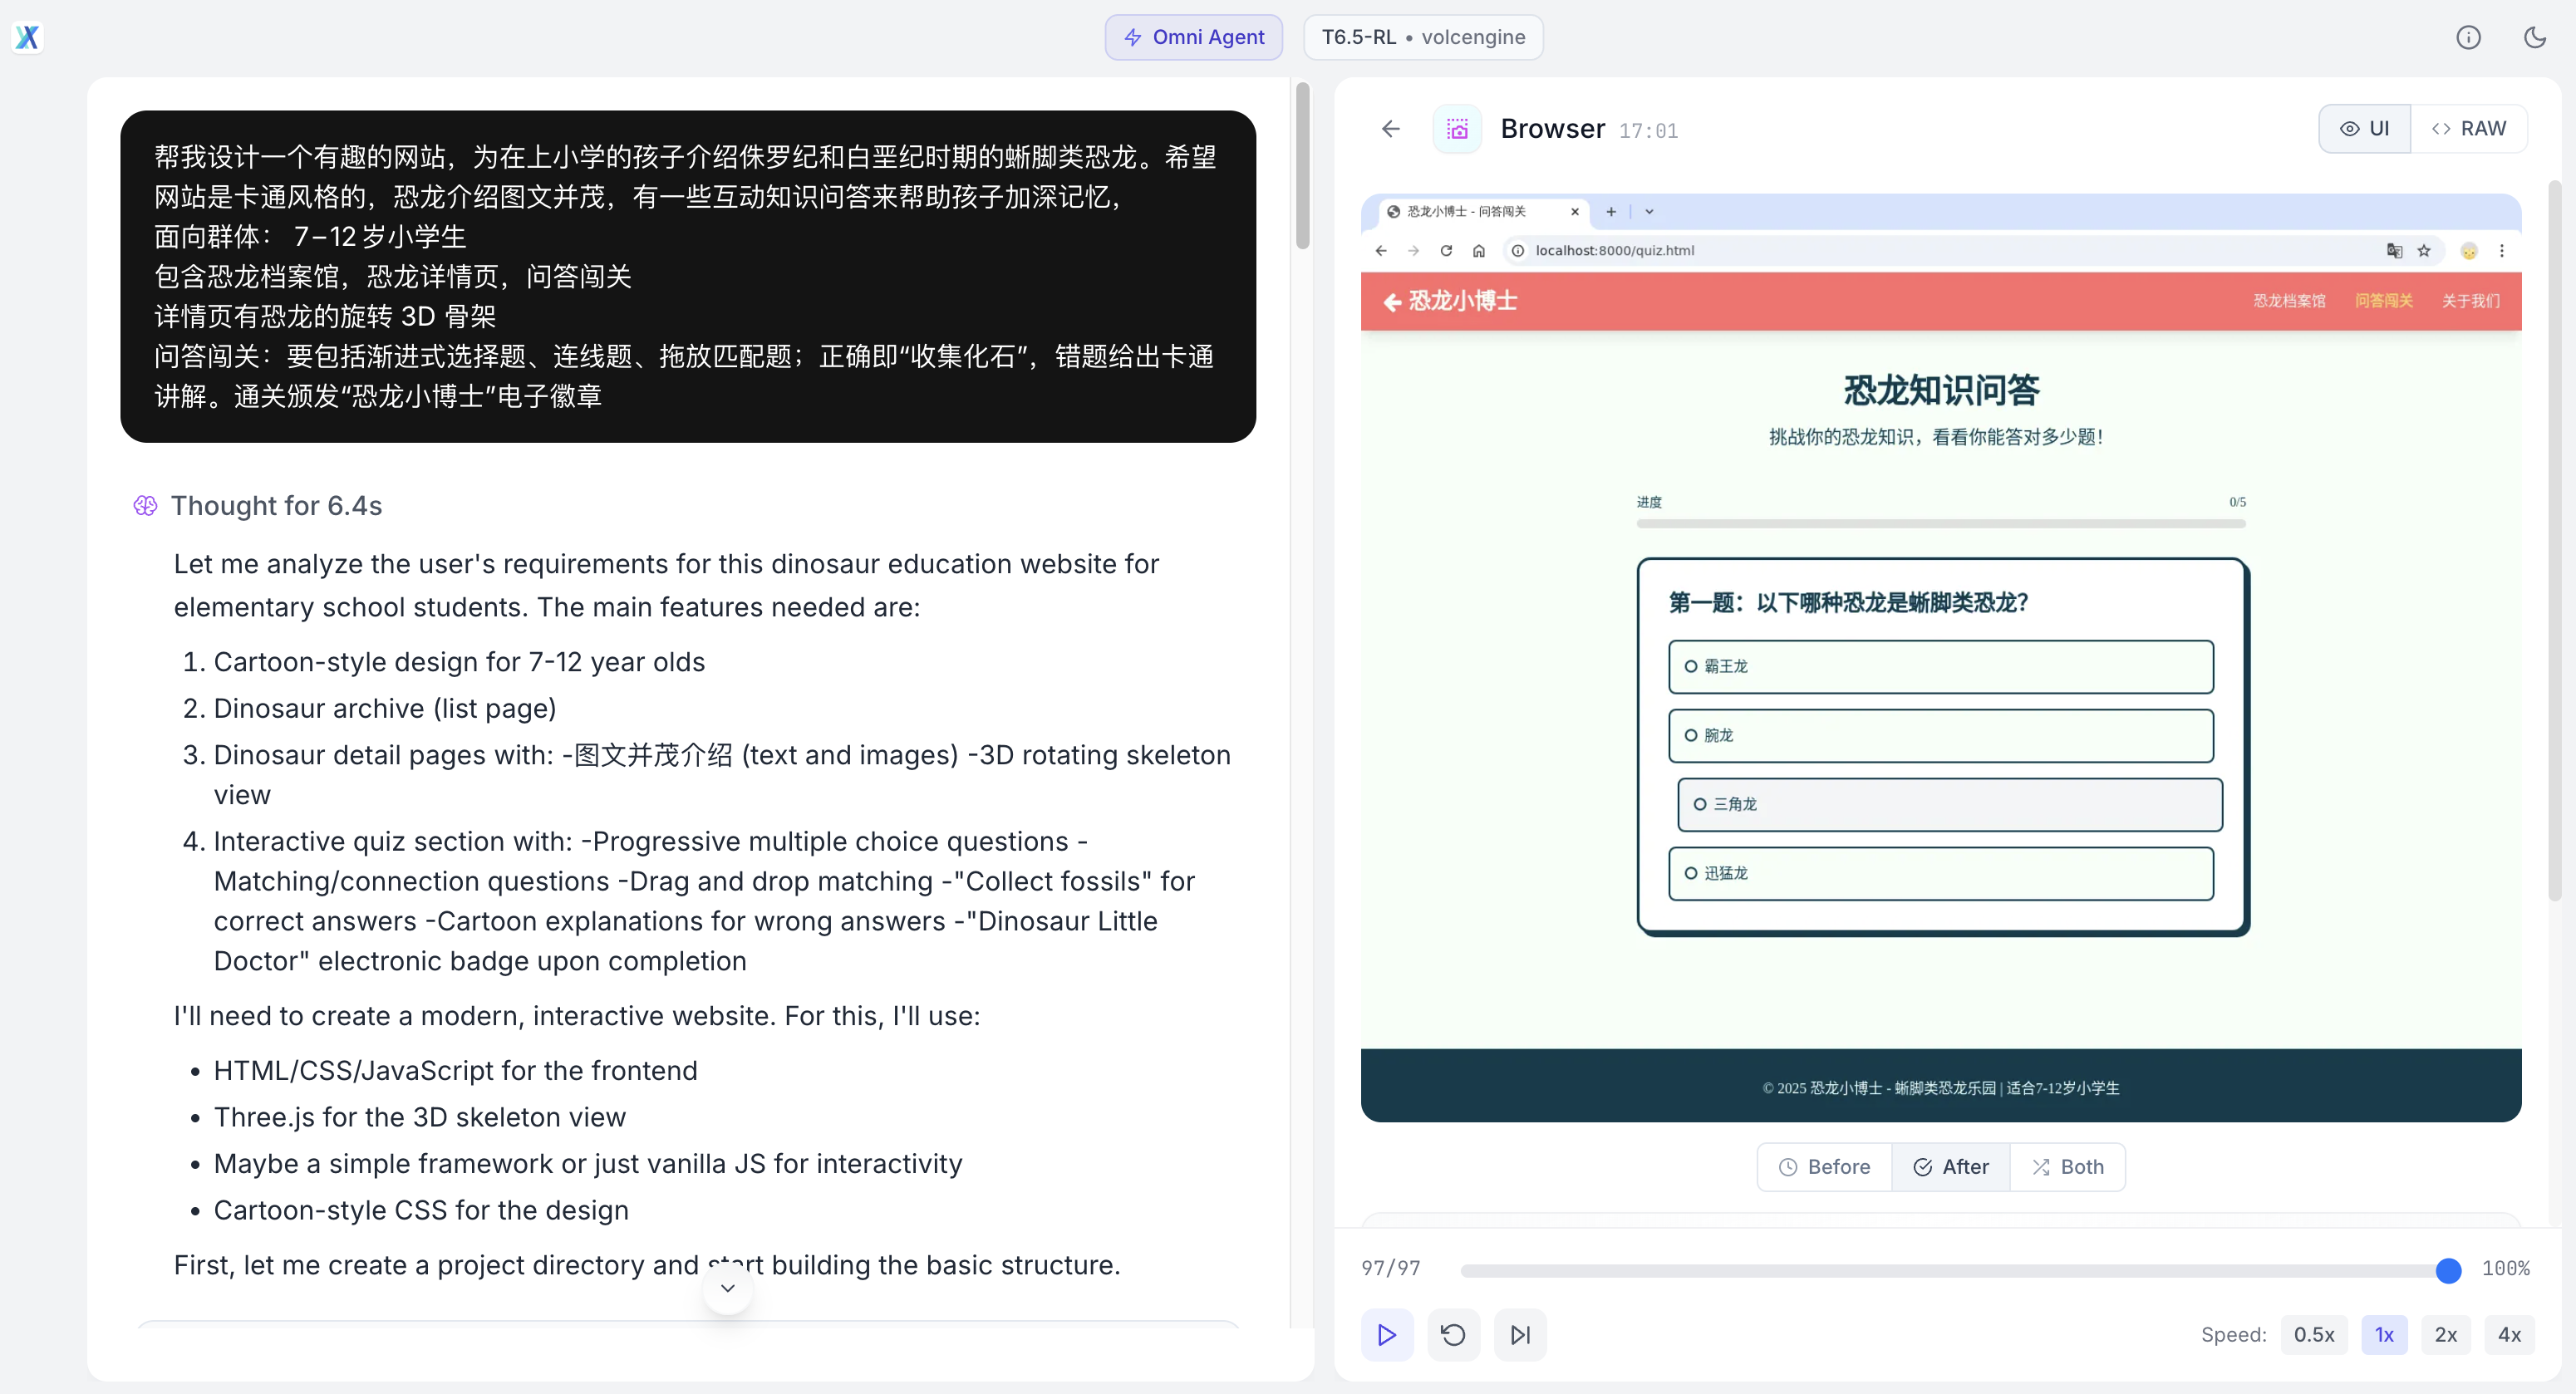 Omni Agent
T6.5-RL • volcengine
帮我设计一个有趣的网站，为在上小学的孩子介绍侏罗纪和白垩纪时期的蜥脚类恐龙。希望
网站是卡通风格的，恐龙介绍图文并茂，有一些互动知识问答来帮助孩子加深记忆，
面向群体： 7–12 岁小学生
包含恐龙档案馆，恐龙详情页，问答闯关
详情页有恐龙的旋转 3D 骨架
问答闯关：要包括渐进式选择题、连线题、拖放匹配题；正确即“收集化石”，错题给出卡通
讲解。通关颁发“恐龙小博士”电子徽章
Thought for 6.4s
Let me analyze the user's requirements for this dinosaur education website for
elementary school students. The main features needed are:
1. Cartoon-style design for 7-12 year olds
2. Dinosaur archive (list page)
3. Dinosaur detail pages with: -图文并茂介绍 (text and images) -3D rotating skeleton
view
4. Interactive quiz section with: -Progressive multiple choice questions -
Matching/connection questions -Drag and drop matching -"Collect fossils" for
correct answers -Cartoon explanations for wrong answers -"Dinosaur Little
Doctor" electronic badge upon completion
I'll need to create a modern, interactive website. For this, I'll use:
• HTML/CSS/JavaScript for the frontend
• Three.js for the 3D skeleton view
• Maybe a simple framework or just vanilla JS for interactivity
• Cartoon-style CSS for the design
First, let me create a project directory and start building the basic structure.
Browser 17:01
UI
RAW
恐龙小博士 - 问答闯关
localhost:8000/quiz.html
恐龙小博士
恐龙档案馆
问答闯关
关于我们
恐龙知识问答
挑战你的恐龙知识，看看你能答对多少题！
进度
0/5
第一题：以下哪种恐龙是蜥脚类恐龙？
霸王龙
腕龙
三角龙
迅猛龙
© 2025 恐龙小博士 - 蜥脚类恐龙乐园 | 适合7-12岁小学生
Before
After
Both
97/97
100%
Speed:
0.5x
1x
2x
4x